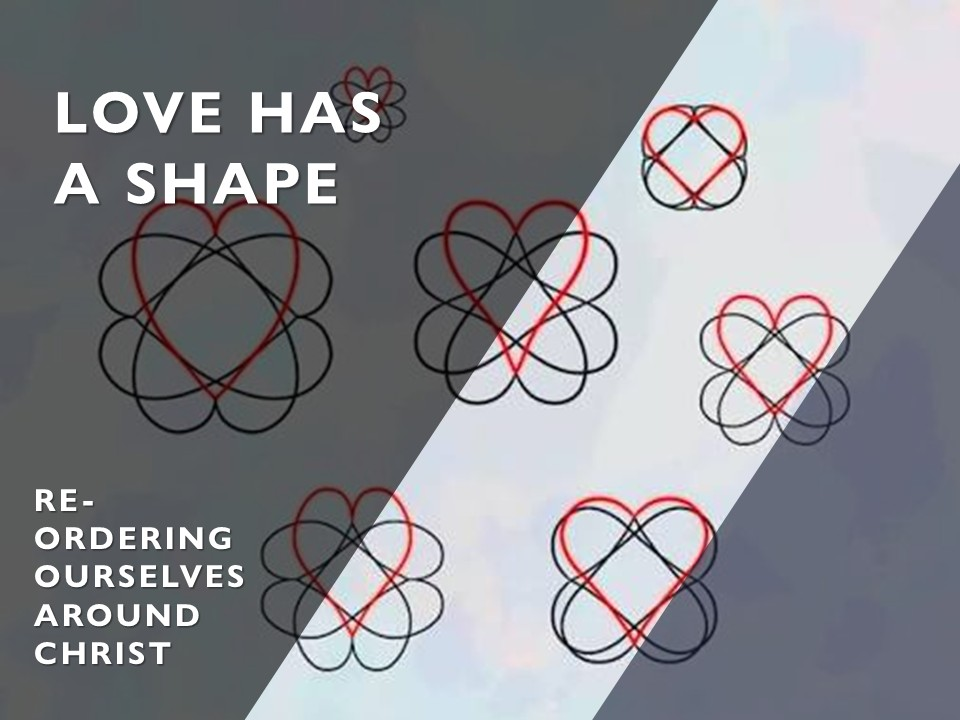 LOVE HAS
A SHAPE
RE-
ORDERING
OURSELVES
AROUND
CHRIST